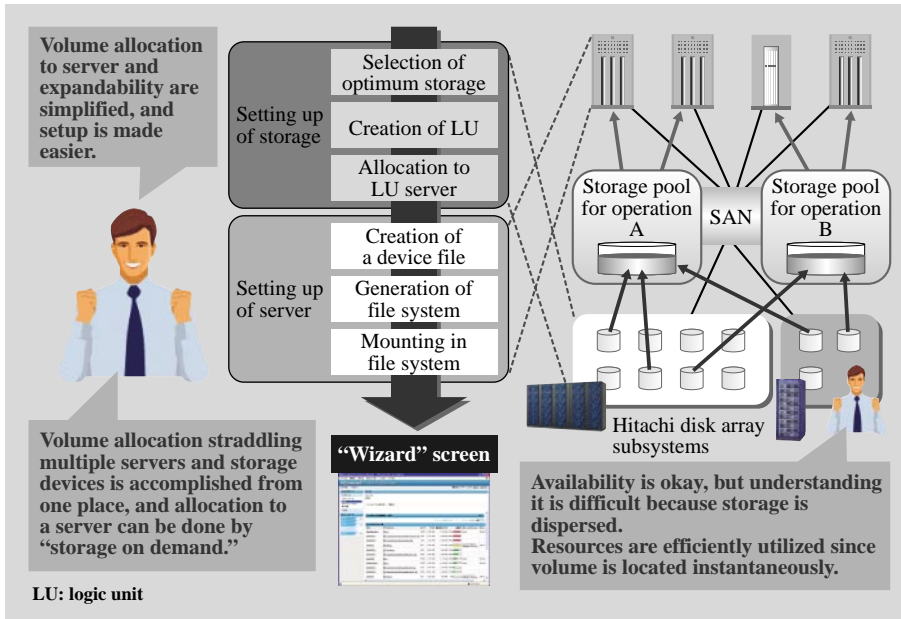 Volume allocation
to server and
expandability are
simplified, and
setup is made
easier.
Setting up
of storage
Selection of
optimum storage
Creation of LU
Allocation to
LU server
Setting up
of server
Creation of
a device file
Generation of
file system
Mounting in
file system
Storage pool
for operation
A
SAN
Storage pool
for operation
B
Hitachi disk array
subsystems
Volume allocation straddling
multiple servers and storage
devices is accomplished from
one place, and allocation to
a server can be done by
“storage on demand.”
“Wizard” screen
Availability is okay, but understanding
it is difficult because storage is
dispersed.
Resources are efficiently utilized since
volume is located instantaneously.
LU: logic unit